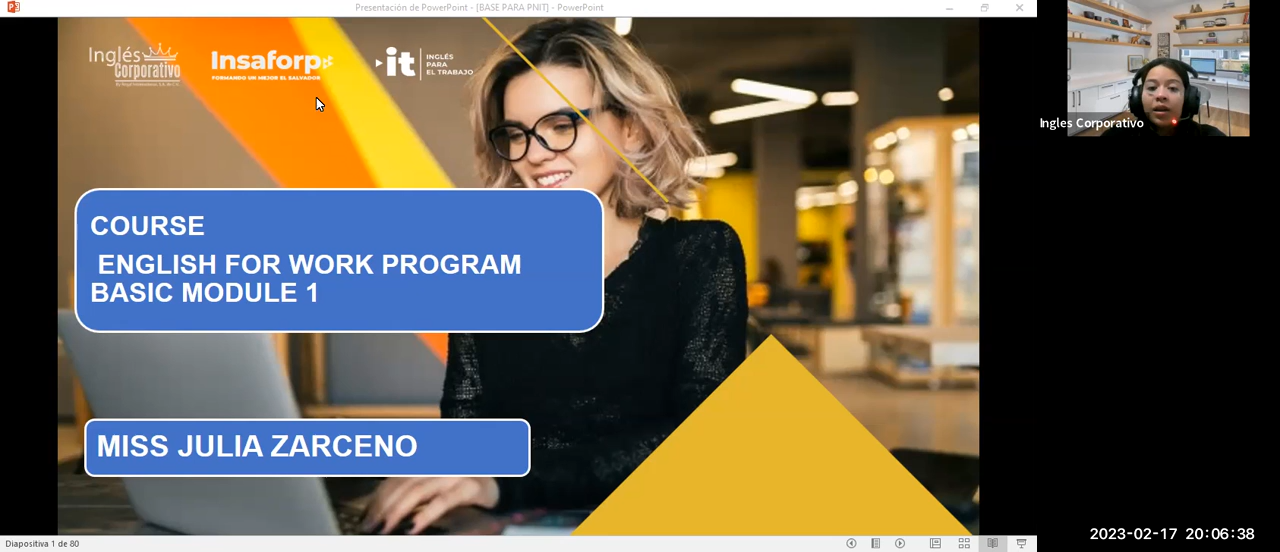 Presentación de PowerPoint - [BASE PARA PNIT] - PowerPoint
Inglés
Corporativo
Insaforp
FORMANDO UN MEJOR EL SALVADOR
it
INGLÉS
PARA
EL TRABAJO
Ingles Corporativo
COURSE
ENGLISH FOR WORK PROGRAM
BASIC MODULE 1
MISS JULIA ZARCENO
2023-02-17 20:06:38
Diapositiva 1 de 80